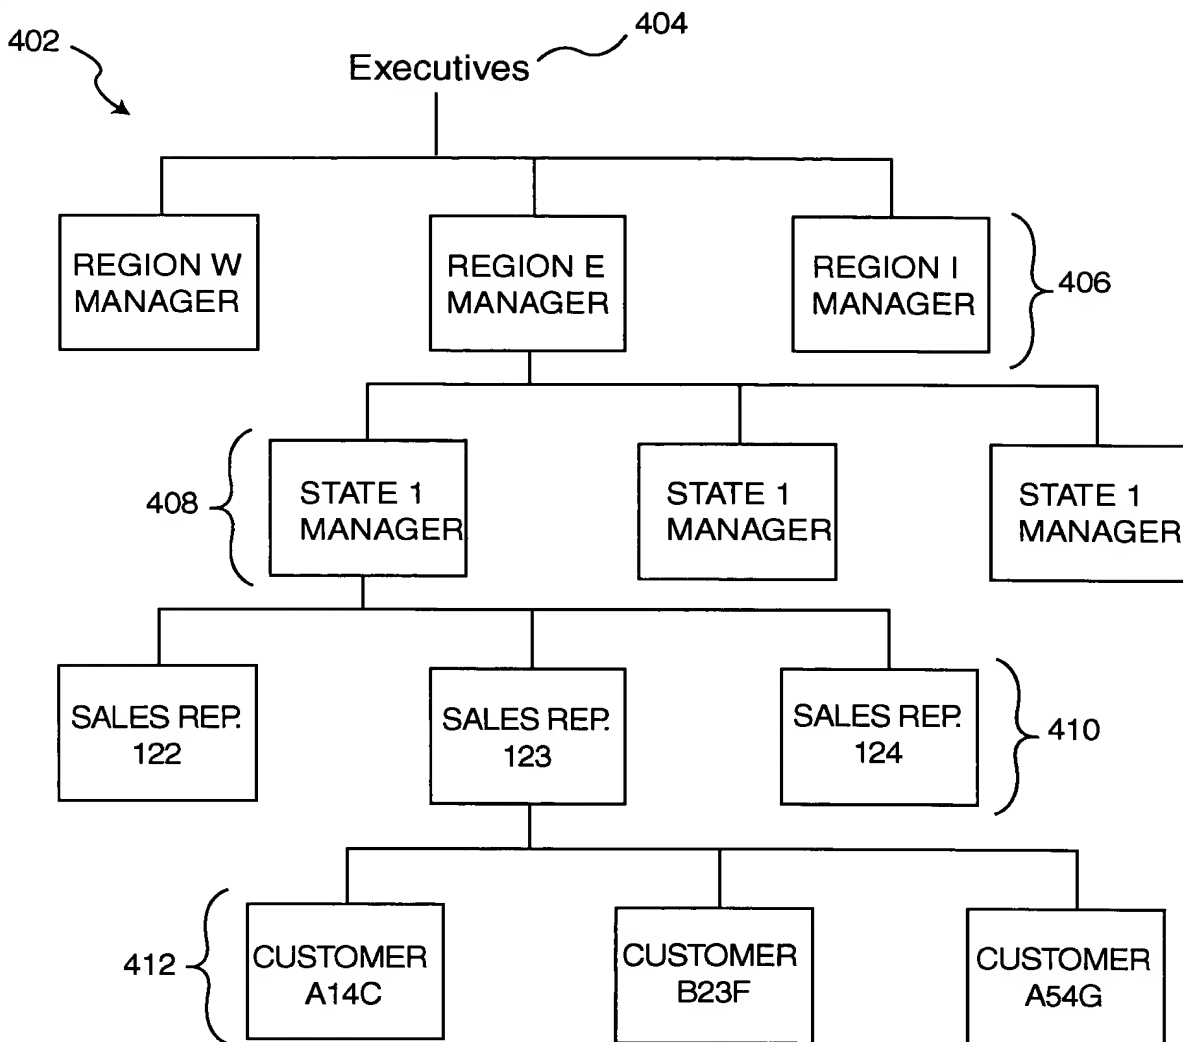 402
404
Executives
REGION W
MANAGER
REGION E
MANAGER
REGION I
MANAGER
406
408
STATE 1
MANAGER
STATE 1
MANAGER
STATE 1
MANAGER
SALES REP.
122
SALES REP.
123
SALES REP.
124
410
412
CUSTOMER
A14C
CUSTOMER
B23F
CUSTOMER
A54G